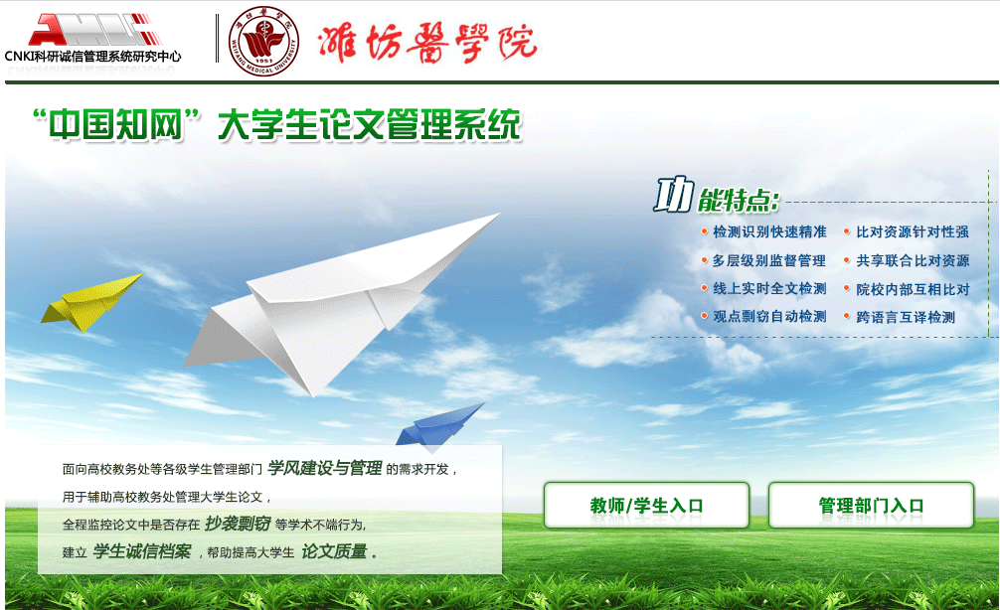 AMLC
CNKI科研诚信管理系统研究中心
潍坊医学院
WEIFANG MEDICAL UNIVERSITY
1951
濰坊醫學院
“中国知网”大学生论文管理系统
功能特点:
检测识别快速精准
比对资源针对性强
多层级别监督管理
共享联合比对资源
线上实时全文检测
院校内部互相比对
观点剽窃自动检测
跨语言互译检测
面向高校教务处等各级学生管理部门 学风建设与管理 的需求开发，
用于辅助高校教务处管理大学生论文，
全程监控论文中是否存在 抄袭剽窃 等学术不端行为,
建立 学生诚信档案 ，帮助提高大学生 论文质量 。
教师/学生入口
管理部门入口